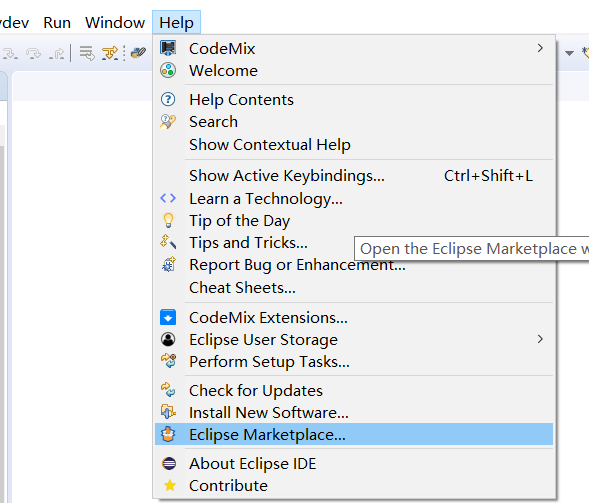 ydev Run Window Help
CodeMix
Welcome
Help Contents
Search
Show Contextual Help
Show Active Keybindings... Ctrl+Shift+L
Learn a Technology...
Tip of the Day
Tips and Tricks...
Open the Eclipse Marketplace w
Report Bug or Enhancement...
Cheat Sheets...
CodeMix Extensions...
Eclipse User Storage
Perform Setup Tasks...
Check for Updates
Install New Software...
Eclipse Marketplace...
About Eclipse IDE
Contribute